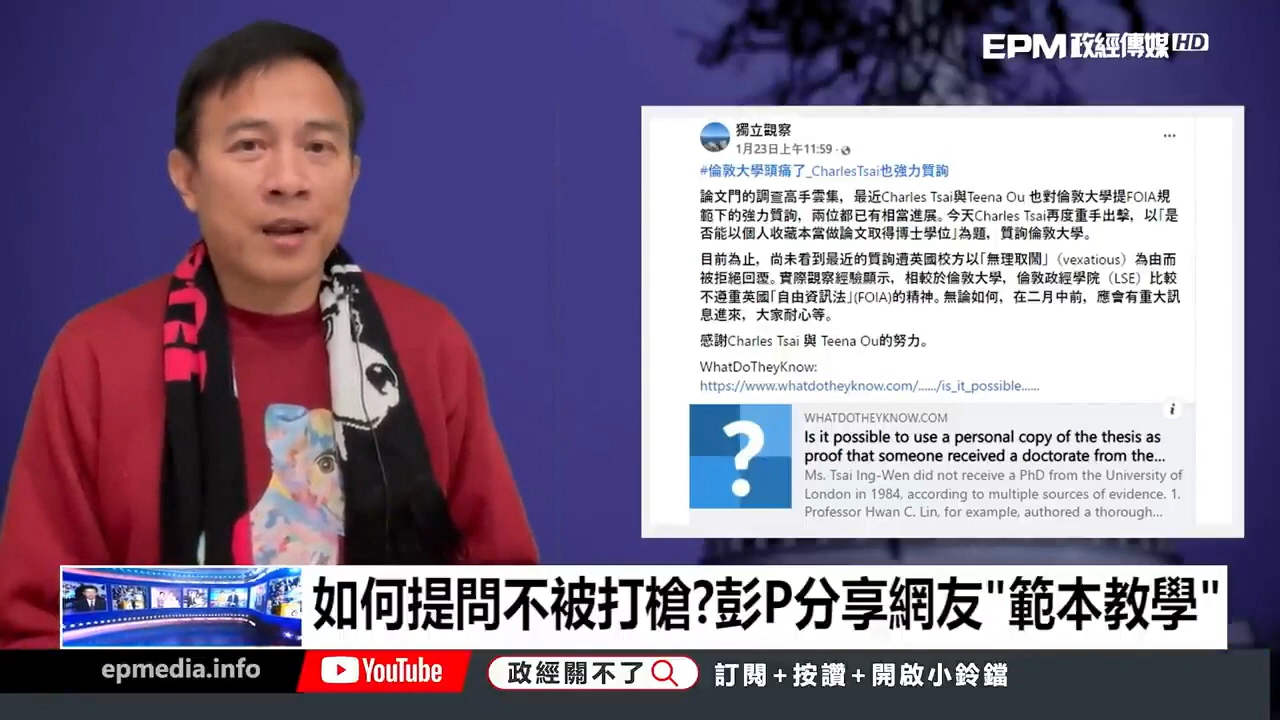 EPM政經傳媒HD
獨立觀察
1月23日上午11:59
#倫敦大學頭痛了_CharlesTsai也強力質詢
論文門的調查高手雲集，最近Charles Tsai與Teena Ou 也對倫敦大學提FOIA規
範下的強力質詢，兩位都已有相當進展。今天Charles Tsai再度重手出擊，以「是
否能以個人收藏本當做論文取得博士學位」為題，質詢倫敦大學。
目前為止，尚未看到最近的質詢遭英國校方以「無理取鬧」（vexatious）為由而
被拒絕回覆。實際觀察經驗顯示，相較於倫敦大學，倫敦政經學院（LSE）比較
不遵重英國「自由資訊法」(FOIA)的精神。無論如何，在二月中前，應會有重大訊
息進來，大家耐心等。
感謝Charles Tsai 與 Teena Ou的努力。
WhatDoTheyKnow:
https://www.whatdotheyknow.com/....../is_it_possible......
WHATDOTHEYKNOW.COM
Is it possible to use a personal copy of the thesis as
proof that someone received a doctorate from the...
Ms. Tsai Ing-Wen did not receive a PhD from the University of
London in 1984, according to multiple sources of evidence. 1.
Professor Hwan C. Lin, for example, authored a thorough...
如何提問不被打槍?彭P分享網友"範本教學"
epmedia.info
YouTube
政經關不了
訂閱+按讚+開啟小鈴鐺